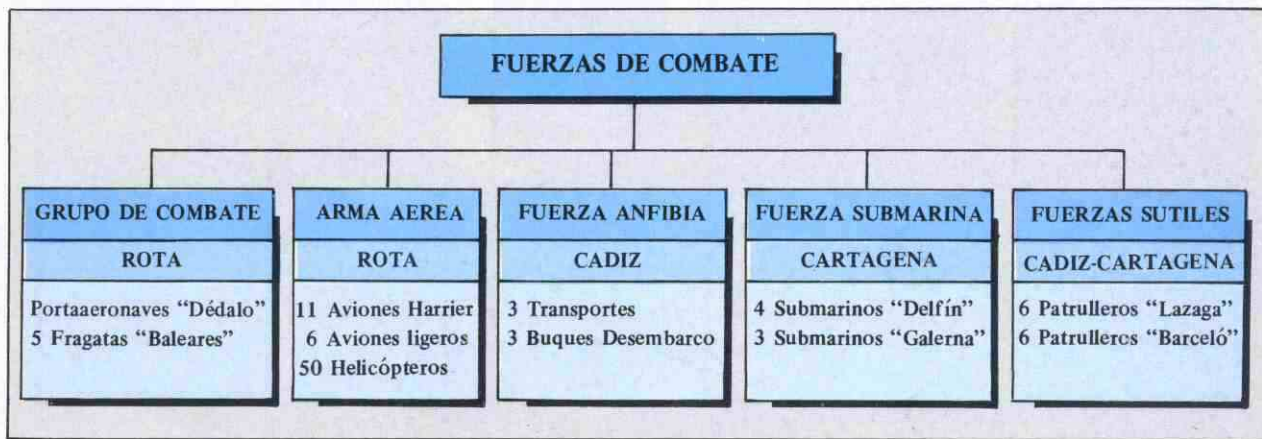 FUERZAS DE COMBATE
GRUPO DE COMBATE
ROTA
Portaaeronaves “Dédalo”
5 Fragatas “Baleares”
ARMA AEREA
ROTA
11 Aviones Harrier
6 Aviones ligeros
50 Helicópteros
FUERZA ANFIBIA
CADIZ
3 Transportes
3 Buques Desembarco
FUERZA SUBMARINA
CARTAGENA
4 Submarinos “Delfín”
3 Submarinos “Galerna”
FUERZAS SUTILES
CADIZ-CARTAGENA
6 Patrulleros “Lazaga”
6 Patrulleros “Barceló”